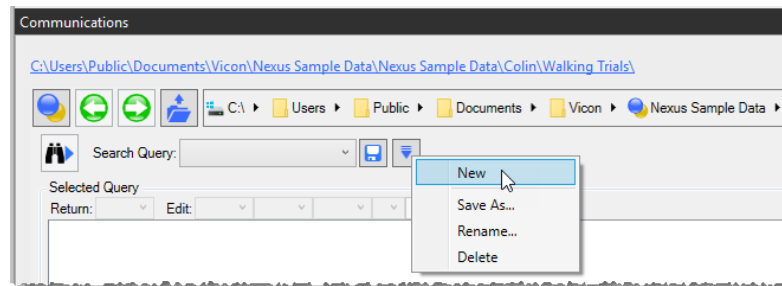 Communications
C:\Users\Public\Documents\Vicon\Nexus Sample Data\Nexus Sample Data\Colin\Walking Trials\
C:\ Users Public Documents Vicon Nexus Sample Data
Search Query:
New
Selected Query
Save As...
Return: Edit:
Rename...
Delete